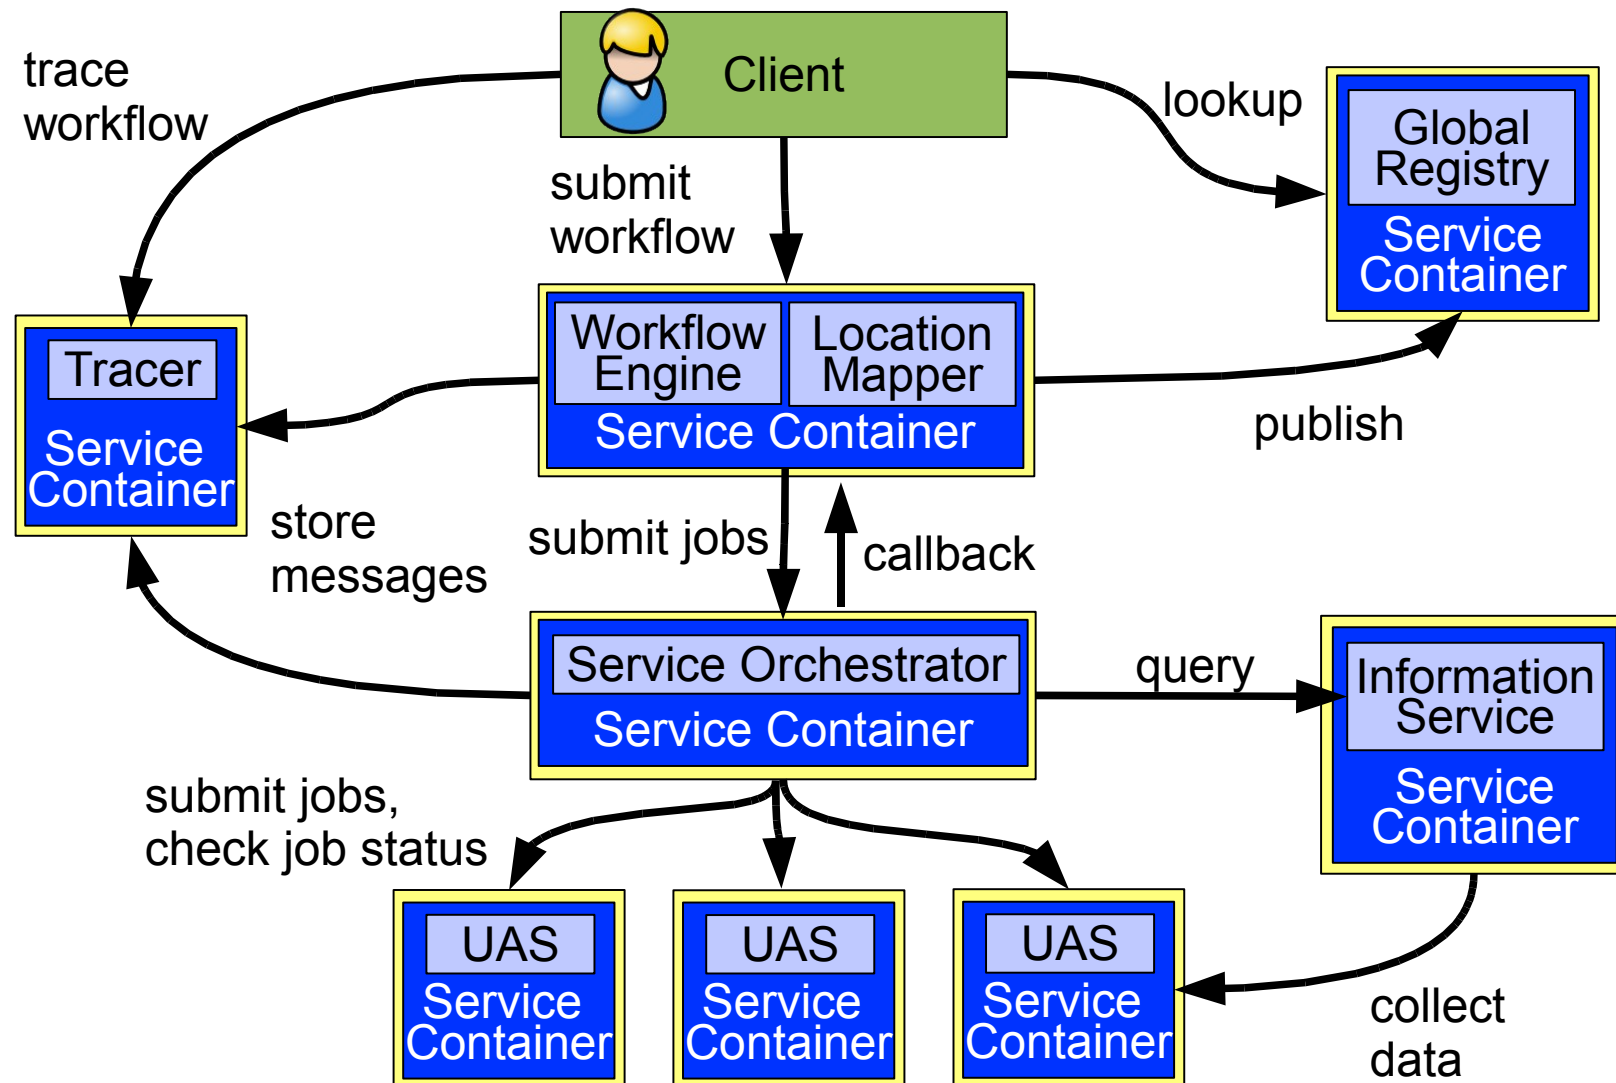 trace
workflow
Client
lookup
Global
Registry
Service
Container
submit
workflow
Workflow
Engine
Location
Mapper
Service Container
Tracer
Service
Container
publish
store
messages
submit jobs
callback
Service Orchestrator
Service Container
query
Information
Service
Service
Container
submit jobs,
check job status
UAS
Service
Container
UAS
Service
Container
UAS
Service
Container
collect
data